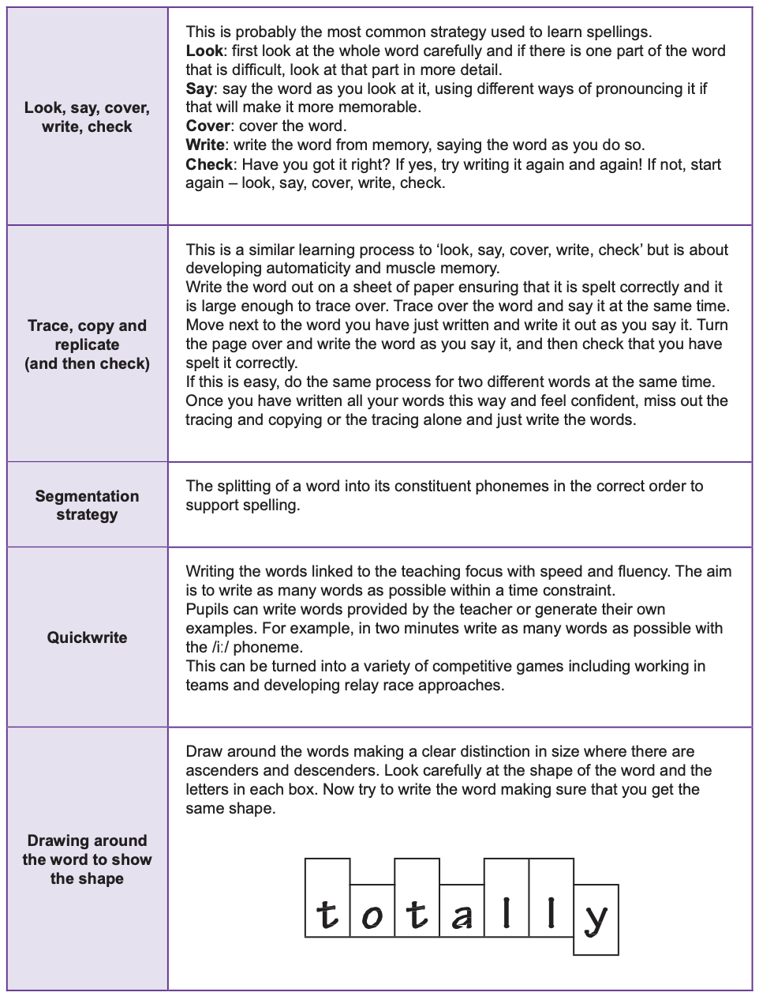 Look, say, cover,
write, check
This is probably the most common strategy used to learn spellings.
Look: first look at the whole word carefully and if there is one part of the word
that is difficult, look at that part in more detail.
Say: say the word as you look at it, using different ways of pronouncing it if
that will make it more memorable.
Cover: cover the word.
Write: write the word from memory, saying the word as you do so.
Check: Have you got it right? If yes, try writing it again and again! If not, start
again – look, say, cover, write, check.
Trace, copy and
replicate
(and then check)
This is a similar learning process to ‘look, say, cover, write, check’ but is about
developing automaticity and muscle memory.
Write the word out on a sheet of paper ensuring that it is spelt correctly and it
is large enough to trace over. Trace over the word and say it at the same time.
Move next to the word you have just written and write it out as you say it. Turn
the page over and write the word as you say it, and then check that you have
spelt it correctly.
If this is easy, do the same process for two different words at the same time.
Once you have written all your words this way and feel confident, miss out the
tracing and copying or the tracing alone and just write the words.
Segmentation
strategy
The splitting of a word into its constituent phonemes in the correct order to
support spelling.
Quickwrite
Writing the words linked to the teaching focus with speed and fluency. The aim
is to write as many words as possible within a time constraint.
Pupils can write words provided by the teacher or generate their own
examples. For example, in two minutes write as many words as possible with
the /iː/ phoneme.
This can be turned into a variety of competitive games including working in
teams and developing relay race approaches.
Drawing around
the word to show
the shape
Draw around the words making a clear distinction in size where there are
ascenders and descenders. Look carefully at the shape of the word and the
letters in each box. Now try to write the word making sure that you get the
same shape.
totally